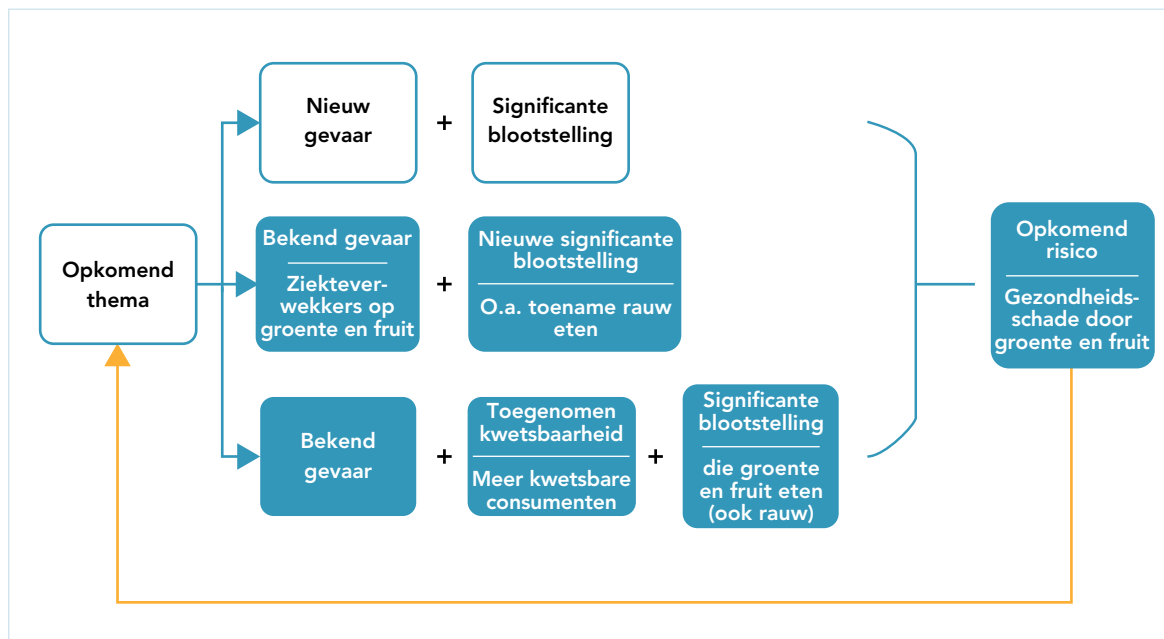 Nieuw
gevaar
+
Significante
blootstelling
Opkomend
thema
Bekend gevaar
Ziektever-
wekkers op
groente en fruit
+
Nieuwe significante
blootstelling
O.a. toename rauw
eten
Opkomend
risico
Gezondheids-
schade door
groente en fruit
Bekend
gevaar
+
Toegenomen
kwetsbaarheid
Meer kwetsbare
consumenten
+
Significante
blootstelling
die groente
en fruit eten
(ook rauw)